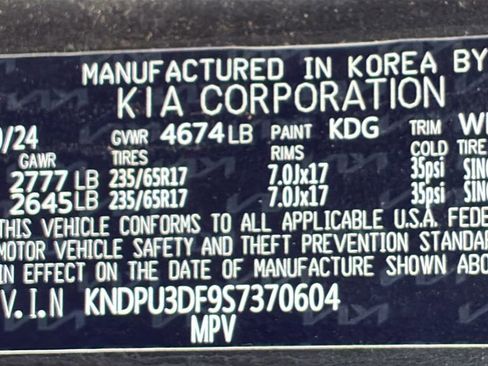 MANUFACTURED IN KOREA BY
KIA CORPORATION
/24 GVWR 4674 LB PAINT KDG TRIM
GAWR TIRES RIMS COLD TIRE
2777 LB 235/65R17 7.0Jx17 35psi
2645 LB 235/65R17 7.0Jx17 35psi
THIS VEHICLE CONFORMS TO ALL APPLICABLE U.S.A.
MOTOR VEHICLE SAFETY AND THEFT PREVENTION
IN EFFECT ON THE DATE OF MANUFACTURE SHOWN
V.I.N KNDPU3DF9S7370604
MPV